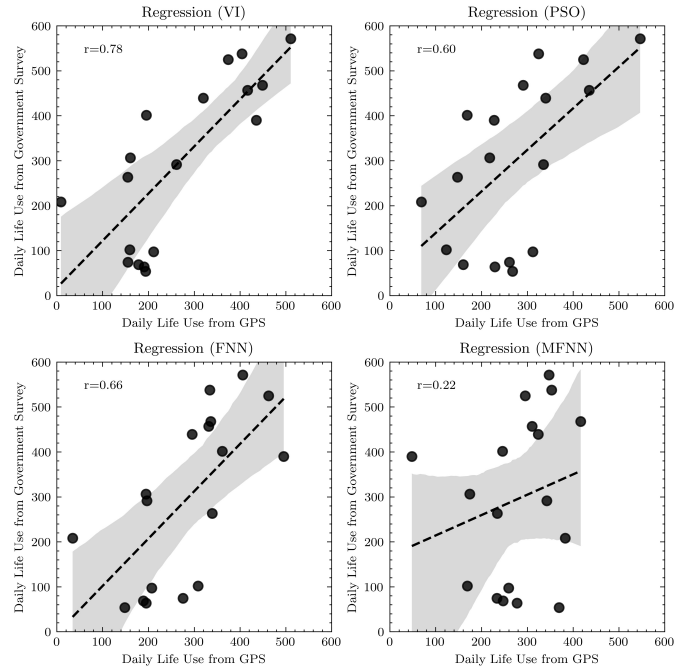 Regression (VI)
r=0.78
600
500
400
300
200
100
0
Daily Life Use from Government Survey
0 100 200 300 400 500 600
Daily Life Use from GPS
Regression (PSO)
r=0.60
600
500
400
300
200
100
0
Daily Life Use from Government Survey
0 100 200 300 400 500 600
Daily Life Use from GPS
Regression (FNN)
r=0.66
600
500
400
300
200
100
0
Daily Life Use from Government Survey
0 100 200 300 400 500 600
Daily Life Use from GPS
Regression (MFNN)
r=0.22
600
500
400
300
200
100
0
Daily Life Use from Government Survey
0 100 200 300 400 500 600
Daily Life Use from GPS